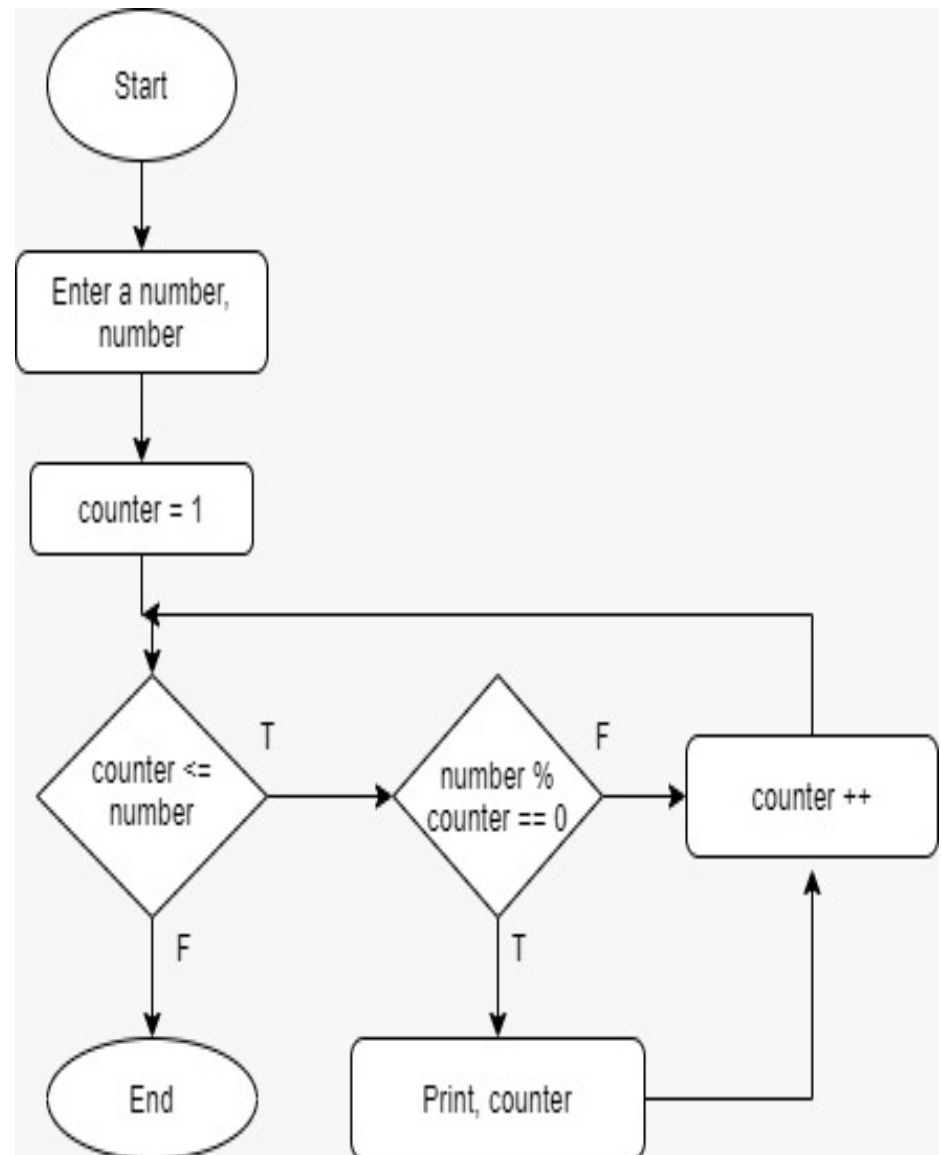 Start
Enter a number,
number
counter = 1
counter <=
number
T
number %
counter == 0
F
counter ++
F
T
End
Print, counter